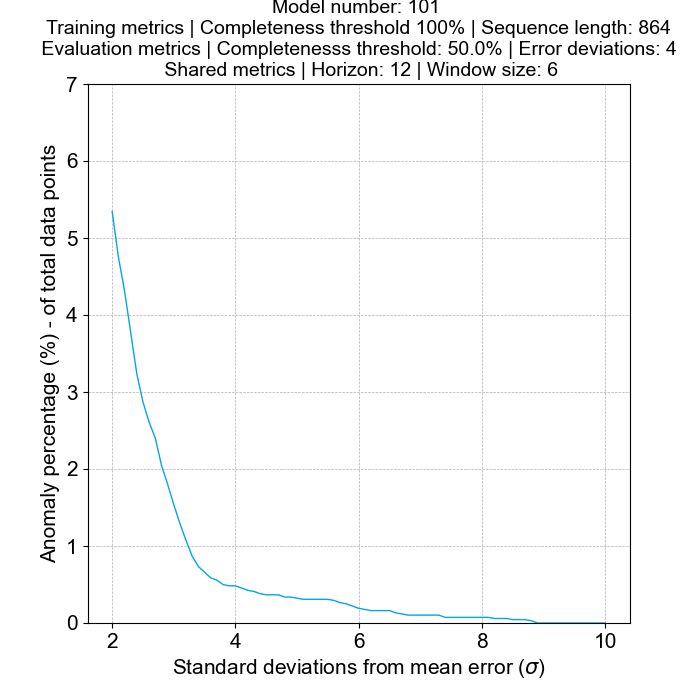 Model number: 101
Training metrics | Completeness threshold 100% | Sequence length: 864
Evaluation metrics | Completenesss threshold: 50.0% | Error deviations: 4
Shared metrics | Horizon: 12 | Window size: 6
7
6
5
4
3
2
1
0
Anomaly percentage (%) - of total data points
2 4 6 8 10
Standard deviations from mean error (σ)